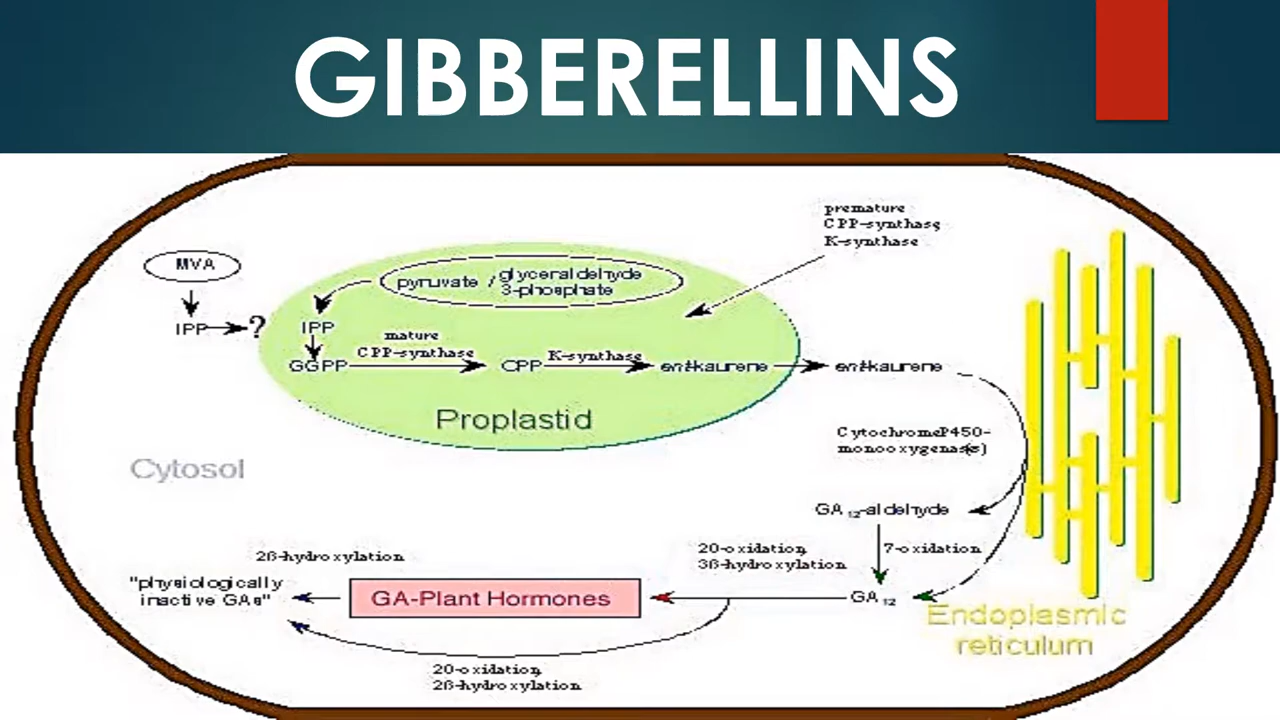 GIBBERELLINS
premature
CPP-synthase
K-synthase
MVA
pyruvate / glyceraldehyde
3-phosphate
IPP
?
IPP
mature
CPP-synthase
K-synthase
GGPP
CPP
ent-kaurene
ent-kaurene
Proplastid
CytochromeP450-
monooxygenase(s)
Cytosol
GA12-aldehyde
20-oxidation,
3ß-hydroxylation
7-oxidation
2ß-hydroxylation
"physiologically
inactive GAs"
GA-Plant Hormones
GA12
Endoplasmic
reticulum
20-oxidation,
2ß-hydroxylation